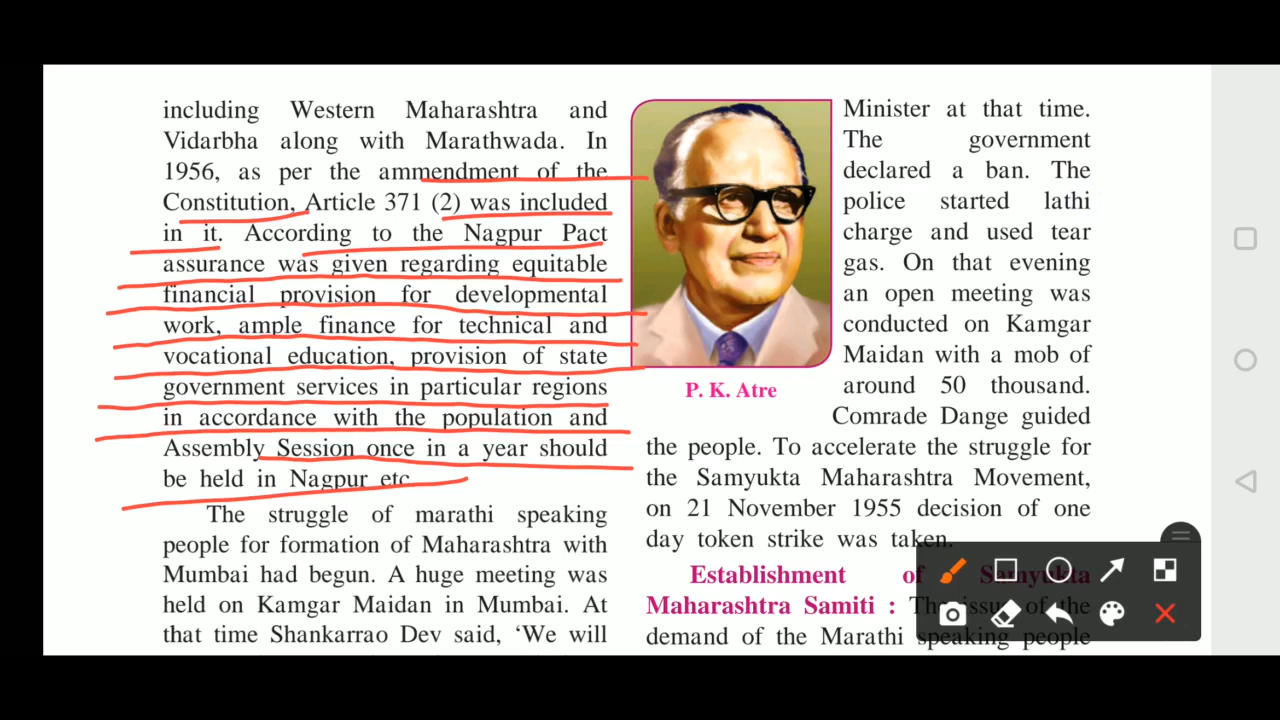 including Western Maharashtra and
Vidarbha along with Marathwada. In
1956, as per the ammendment of the
Constitution, Article 371 (2) was included
in it. According to the Nagpur Pact
assurance was given regarding equitable
financial provision for developmental
work, ample finance for technical and
vocational education, provision of state
government services in particular regions
in accordance with the population and
Assembly Session once in a year should
be held in Nagpur etc
The struggle of marathi speaking
people for formation of Maharashtra with
Mumbai had begun. A huge meeting was
held on Kamgar Maidan in Mumbai. At
that time Shankarrao Dev said, ‘We will
P. K. Atre
Minister at that time.
The government
declared a ban. The
police started lathi
charge and used tear
gas. On that evening
an open meeting was
conducted on Kamgar
Maidan with a mob of
around 50 thousand.
Comrade Dange guided
the people. To accelerate the struggle for
the Samyukta Maharashtra Movement,
on 21 November 1955 decision of one
day token strike was taken.
Establishment of Samyukta
Maharashtra Samiti : The issue of the
demand of the Marathi speaking people